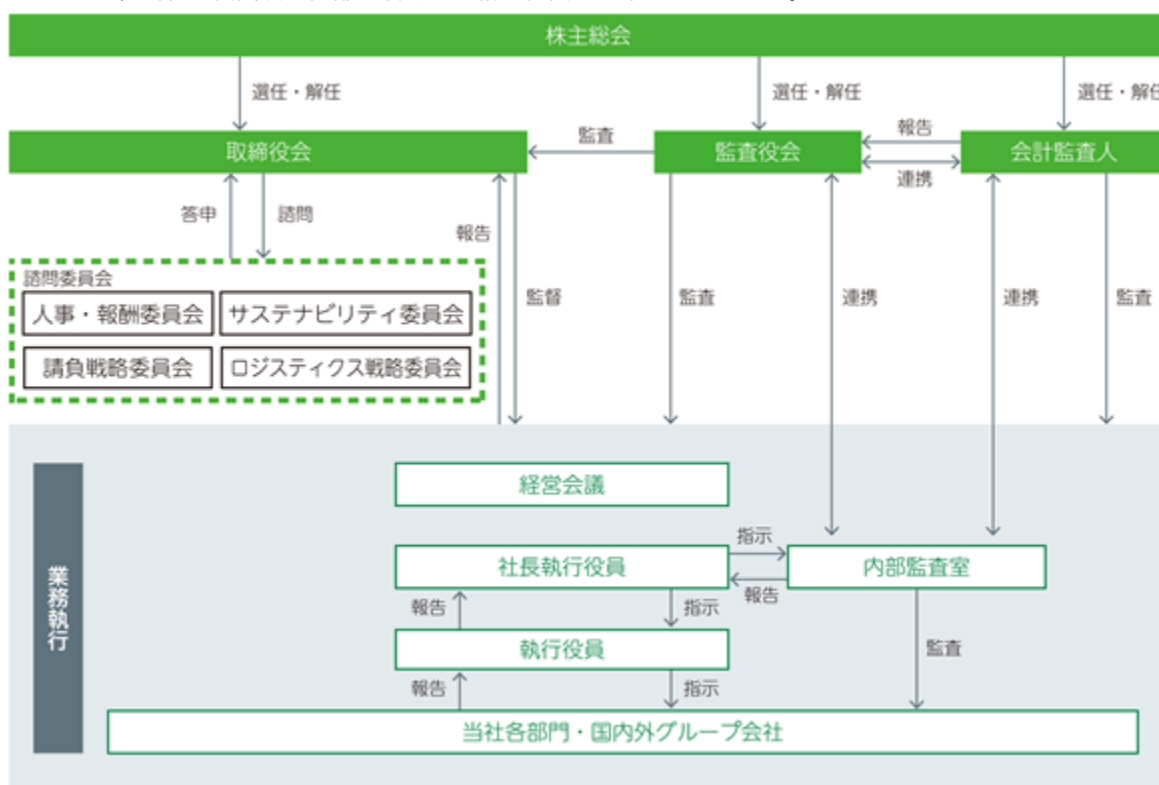 株主総会
選任・解任
選任・解任
選任・解
取締役会
監査
監査役会
報告
連携
会計監査人
答申
諮問
報告
監督
監査
連携
連携
監査
諮問委員会
人事・報酬委員会
サステナビリティ委員会
請負戦略委員会
ロジスティクス戦略委員会
業務執行
経営会議
社長執行役員
指示
報告
内部監査室
報告
指示
執行役員
監査
報告
指示
当社各部門・国内外グループ会社